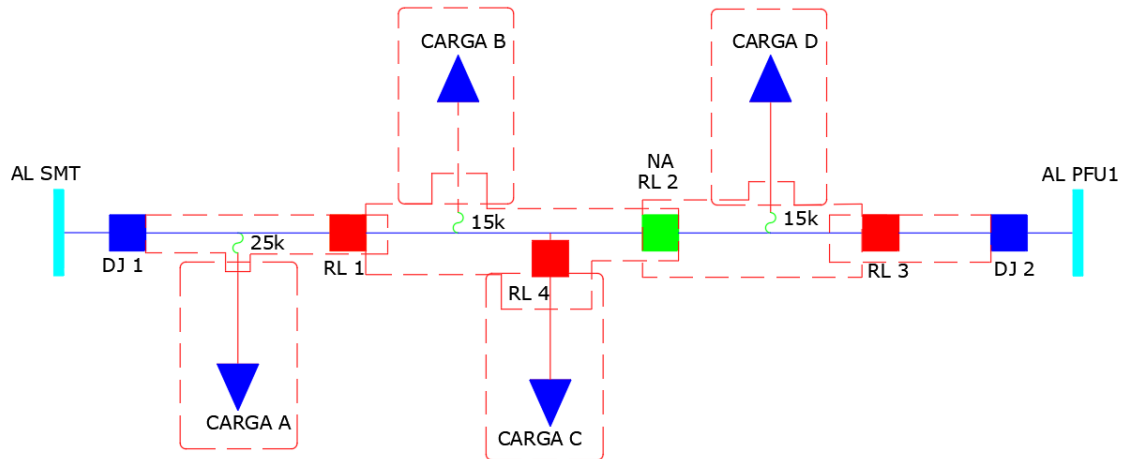 CARGA B
CARGA D
AL SMT
NA
RL 2
AL PFU1
15k
15k
25k
DJ 1
RL 1
RL 4
RL 3
DJ 2
CARGA A
CARGA C